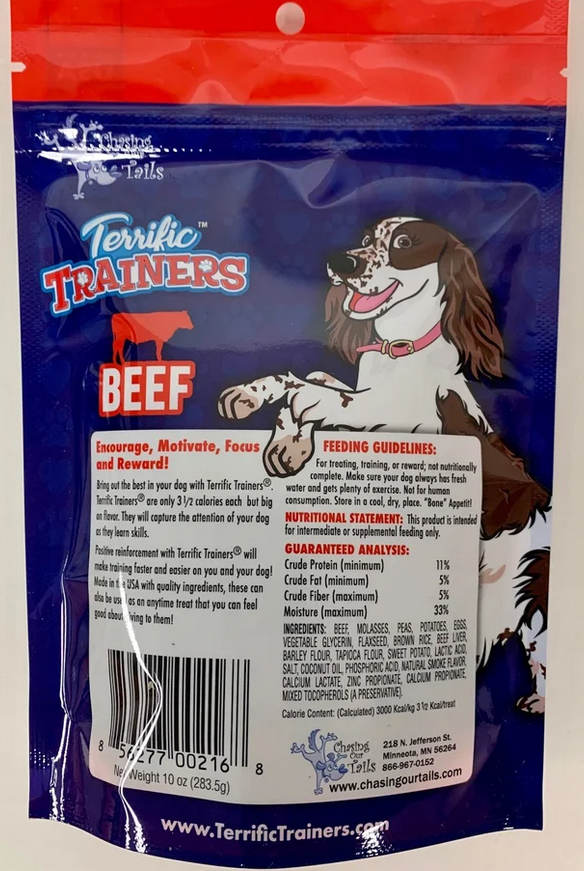 Chasing
Our
Tails
Terrific™
TRAINERS
BEEF
Encourage, Motivate, Focus
and Reward!
Bring out the best in your dog with Terrific Trainers®.
Terrific Trainers® are only 3 1/2 calories each but big
on flavor. They will capture the attention of your dog
as they learn skills.
Positive reinforcement with Terrific Trainers® will
make training faster and easier on you and your dog!
Made in the USA with quality ingredients, these can
also be used as an anytime treat that you can feel
good about giving to them!
8 56277 00216 8
Net Weight 10 oz (283.5g)
FEEDING GUIDELINES:
For treating, training, or reward; not nutritionally
complete. Make sure your dog always has fresh
water and gets plenty of exercise. Not for human
consumption. Store in a cool, dry, place. "Bone" Appetit!
NUTRITIONAL STATEMENT: This product is intended
for intermediate or supplemental feeding only.
GUARANTEED ANALYSIS:
Crude Protein (minimum) 11%
Crude Fat (minimum) 5%
Crude Fiber (maximum) 5%
Moisture (maximum) 33%
INGREDIENTS: BEEF, MOLASSES, PEAS, POTATOES, EGGS,
VEGETABLE GLYCERIN, FLAXSEED, BROWN RICE, BEEF LIVER,
BARLEY FLOUR, TAPIOCA FLOUR, SWEET POTATO, LACTIC ACID,
SALT, COCONUT OIL, PHOSPHORIC ACID, NATURAL SMOKE FLAVOR,
CALCIUM LACTATE, ZINC PROPIONATE, CALCIUM PROPIONATE,
MIXED TOCOPHEROLS (A PRESERVATIVE).
Calorie Content: (Calculated) 3000 Kcal/kg 3 1/2 Kcal/treat
Chasing
Our
Tails
218 N. Jefferson St.
Minneota, MN 56264
866-967-0152
www.chasingourtails.com
www.TerrificTrainers.com